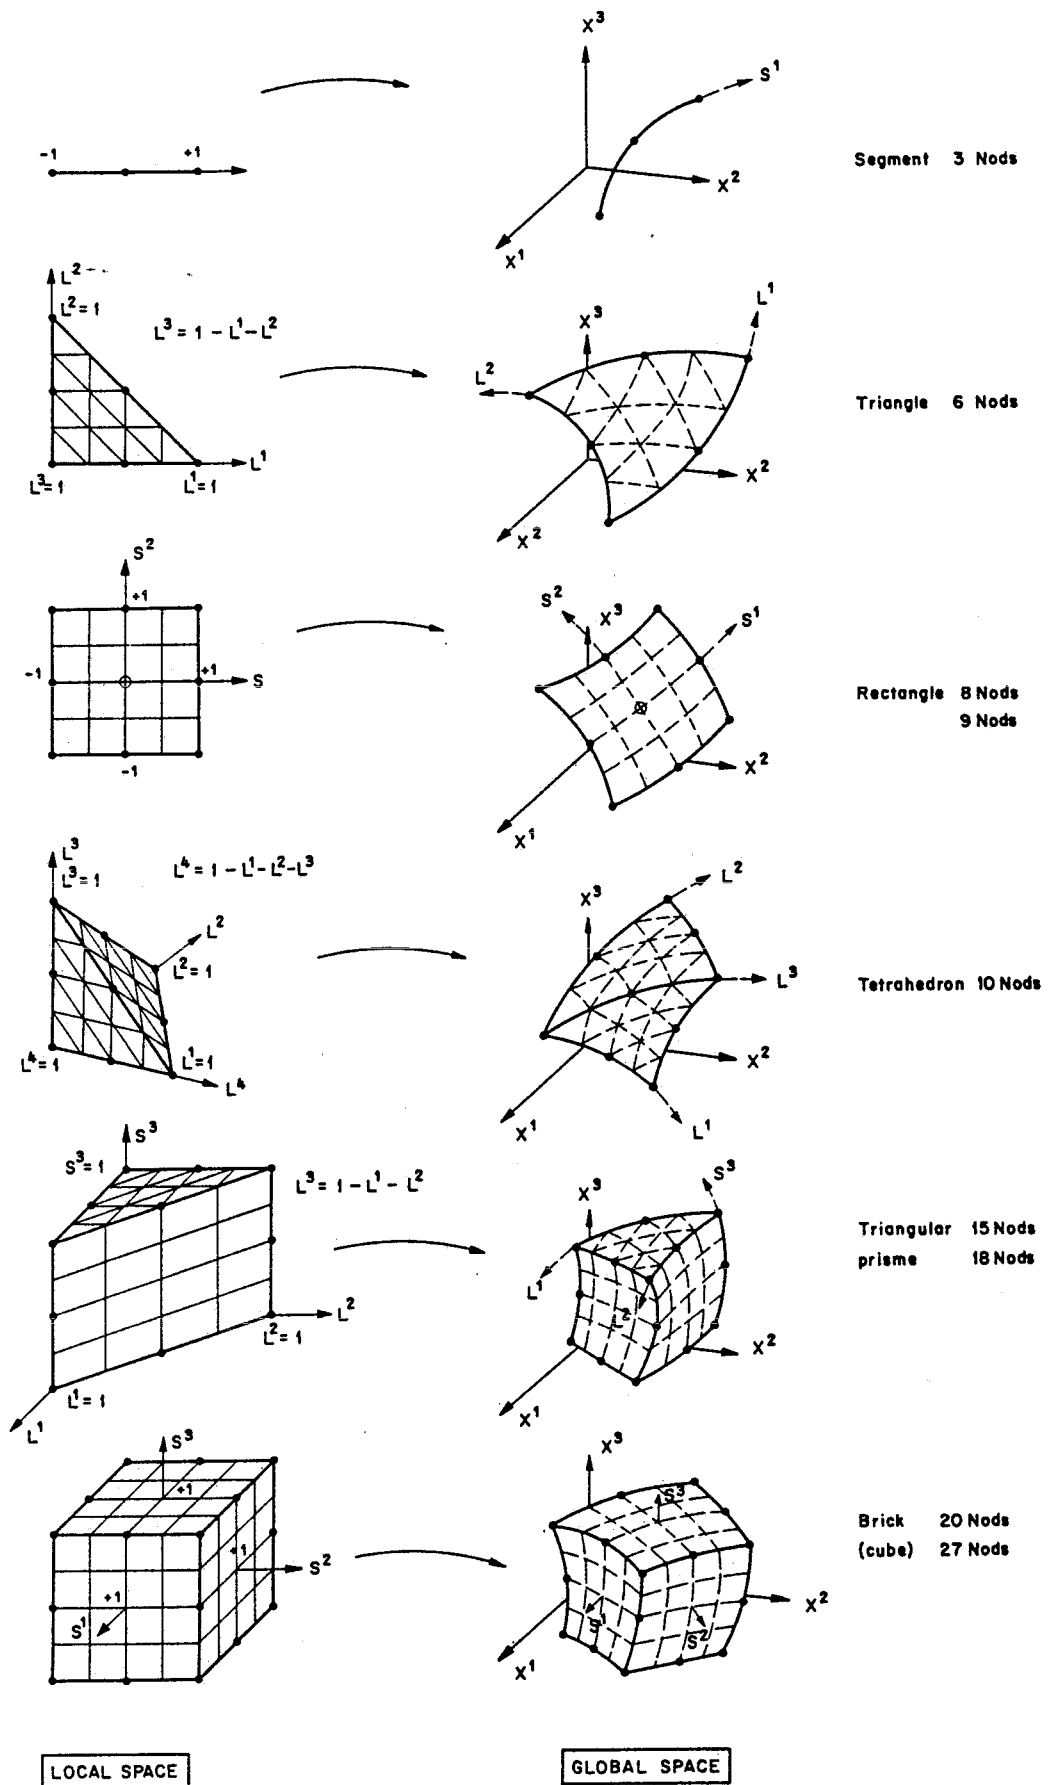 X³
S¹
-1 +1
X²
X¹
Segment 3 Nods
L²
L² = 1
L³ = 1 - L¹ - L²
L³ = 1
L¹ = 1
L¹
L¹
X³
L²
X²
X²
Triangle 6 Nods
S²
+1
-1
+1
S
-1
S²
X³
S¹
X²
X¹
Rectangle 8 Nods
9 Nods
L³
L³ = 1
L⁴ = 1 - L¹ - L² - L³
L²
L² = 1
L⁴ = 1
L¹ = 1
L⁴
L²
X³
L³
X²
X¹
L¹
Tetrahedron 10 Nods
S³
S³ = 1
L³ = 1 - L¹ - L²
L²
L² = 1
L¹ = 1
L¹
S³
X³
L¹
L²
X²
X¹
Triangular 15 Nods
prisme 18 Nods
S³
+1
+1
S²
+1
S¹
X³
S³
X²
S¹
S²
X¹
Brick 20 Nods
(cube) 27 Nods
LOCAL SPACE
GLOBAL SPACE